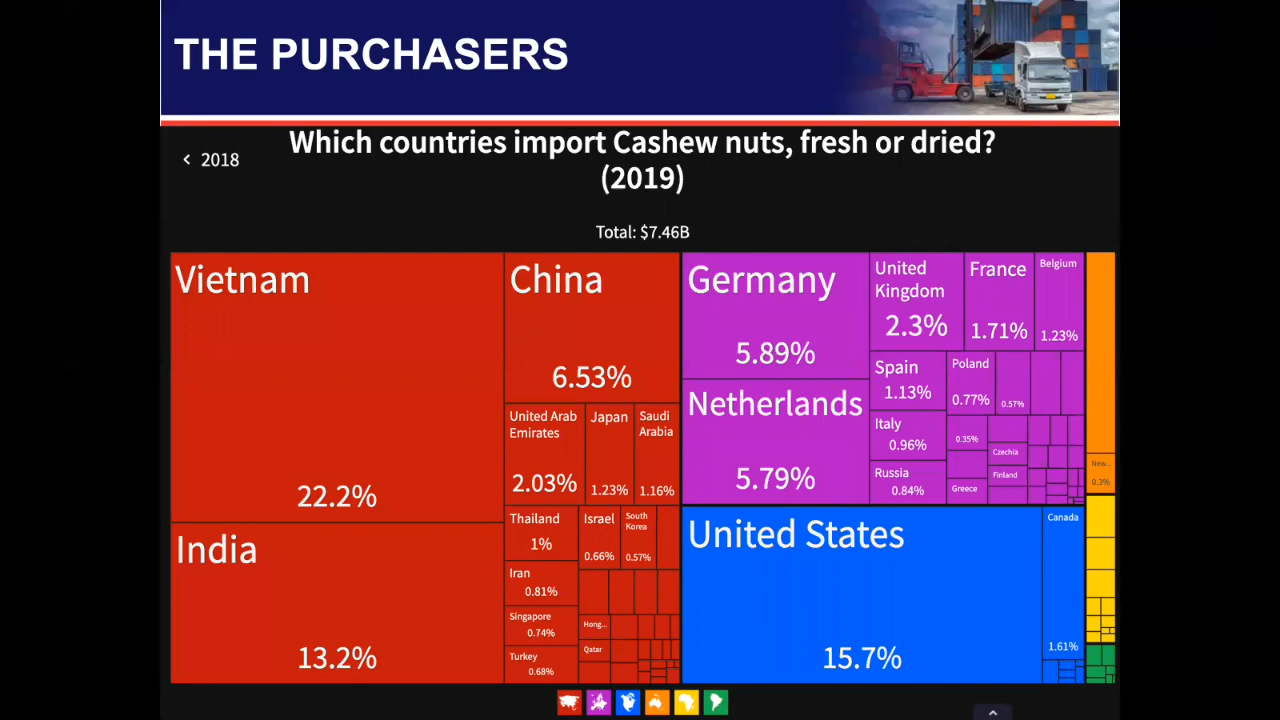 THE PURCHASERS
< 2018
Which countries import Cashew nuts, fresh or dried?
(2019)
Total: $7.46B
Vietnam
22.2%
India
13.2%
China
6.53%
United Arab
Emirates
2.03%
Japan
1.23%
Saudi
Arabia
1.16%
Thailand
1%
Iran
0.81%
Singapore
0.74%
Turkey
0.68%
Israel
0.66%
South
Korea
0.57%
Hong...
Qatar
Germany
5.89%
Netherlands
5.79%
United
Kingdom
2.3%
France
1.71%
Belgium
1.23%
Spain
1.13%
Italy
0.96%
Russia
0.84%
Poland
0.77%
0.57%
0.35%
Czechia
Finland
Greece
United States
15.7%
Canada
1.61%
New...
0.3%